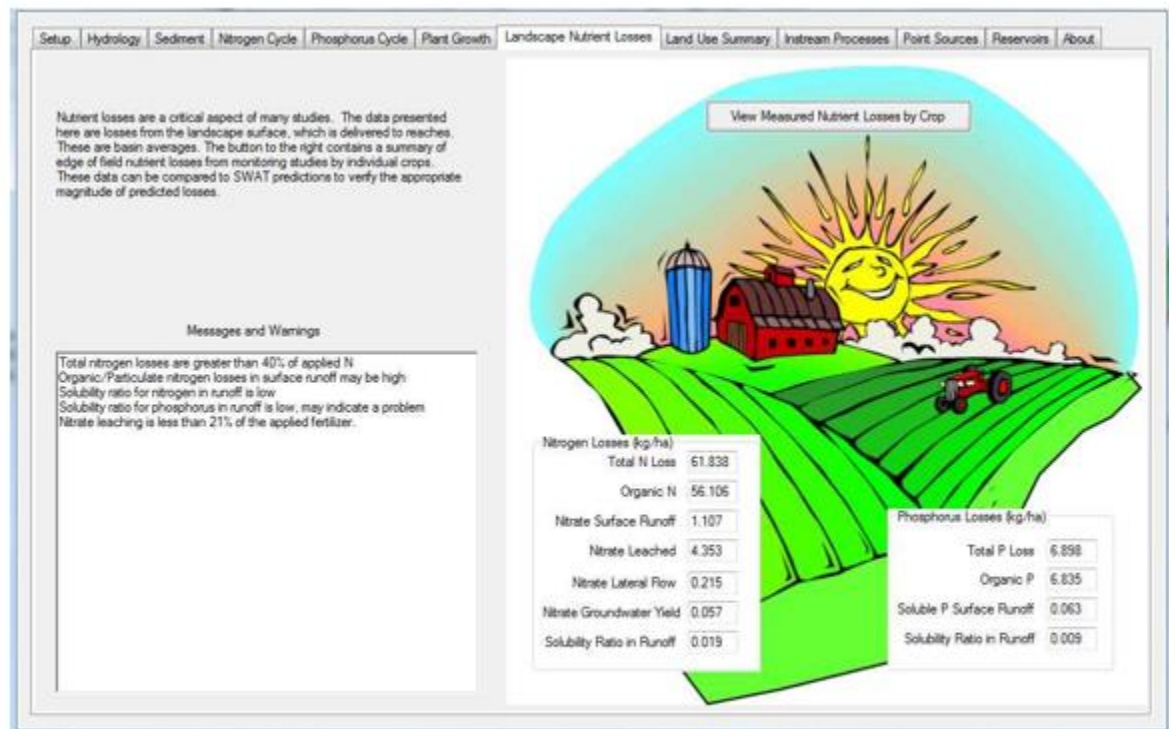 Setup Hydrology Sediment Nitrogen Cycle Phosphorus Cycle Plant Growth Landscape Nutrient Losses Land Use Summary Instream Processes Point Sources Reservoirs About
Nutrient losses are a critical aspect of many studies. The data presented
here are losses from the landscape surface, which is delivered to reaches.
These are basin averages. The button to the right contains a summary of
edge of field nutrient losses from monitoring studies by individual crops.
These data can be compared to SWAT predictions to verify the appropriate
magnitude of predicted losses.
Messages and Warnings
Total nitrogen losses are greater than 40% of applied N
Organic/Particulate nitrogen losses in surface runoff may be high
Solubility ratio for nitrogen in runoff is low
Solubility ratio for phosphorus in runoff is low, may indicate a problem
Nitrate leaching is less than 21% of the applied fertilizer.
View Measured Nutrient Losses by Crop
Nitrogen Losses (kg/ha)
Total N Loss 61.838
Organic N 56.106
Nitrate Surface Runoff 1.107
Nitrate Leached 4.353
Nitrate Lateral Flow 0.215
Nitrate Groundwater Yield 0.057
Solubility Ratio in Runoff 0.019
Phosphorus Losses (kg/ha)
Total P Loss 6.898
Organic P 6.835
Soluble P Surface Runoff 0.063
Solubility Ratio in Runoff 0.009